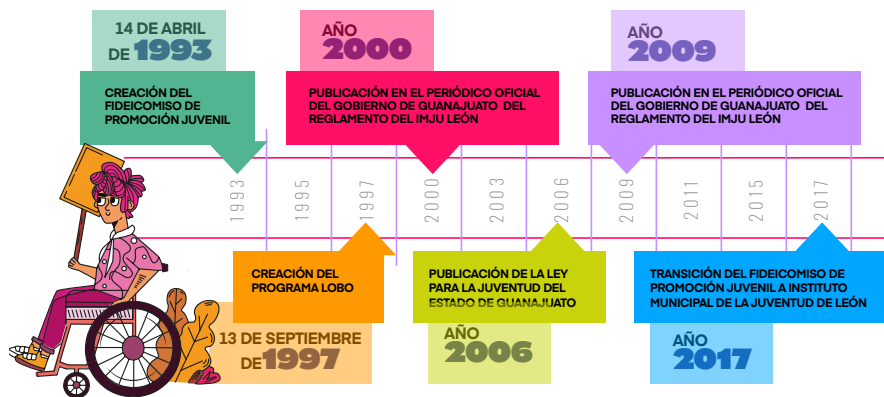 14 DE ABRIL
DE 1993
CREACIÓN DEL
FIDEICOMISO DE
PROMOCIÓN JUVENIL
AÑO
2000
PUBLICACIÓN EN EL PERIÓDICO OFICIAL
DEL GOBIERNO DE GUANAJUATO DEL
REGLAMENTO DEL IMJU LEÓN
AÑO
2009
PUBLICACIÓN EN EL PERIÓDICO OFICIAL
DEL GOBIERNO DE GUANAJUATO DEL
REGLAMENTO DEL IMJU LEÓN
1993
1995
1997
2000
2003
2006
2009
2011
2015
2017
CREACIÓN DEL
PROGRAMA LOBO
13 DE SEPTIEMBRE
DE 1997
PUBLICACIÓN DE LA LEY
PARA LA JUVENTUD DEL
ESTADO DE GUANAJUATO
AÑO
2006
TRANSICIÓN DEL FIDEICOMISO DE
PROMOCIÓN JUVENIL A INSTITUTO
MUNICIPAL DE LA JUVENTUD DE LEÓN
AÑO
2017